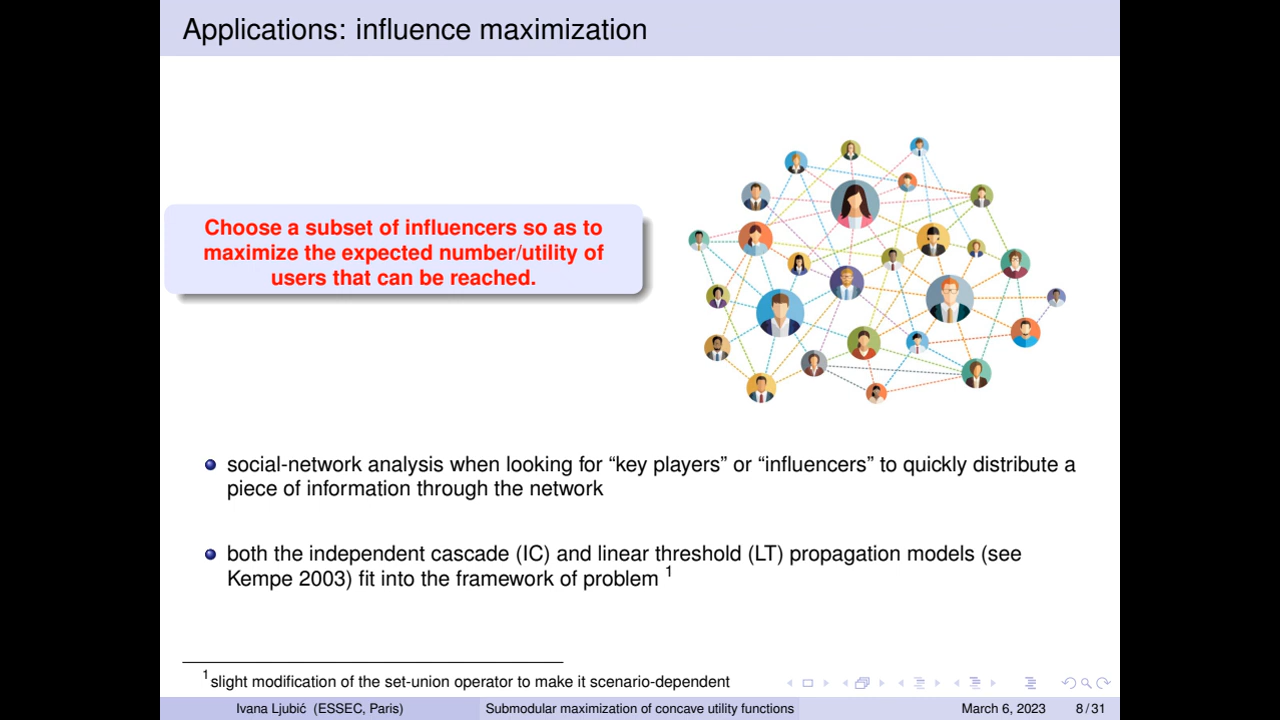 Applications: influence maximization
Choose a subset of influencers so as to
maximize the expected number/utility of
users that can be reached.
social-network analysis when looking for “key players” or “influencers” to quickly distribute a
piece of information through the network
both the independent cascade (IC) and linear threshold (LT) propagation models (see
Kempe 2003) fit into the framework of problem 1
1 slight modification of the set-union operator to make it scenario-dependent
Ivana Ljubić (ESSEC, Paris) Submodular maximization of concave utility functions March 6, 2023 8 / 31